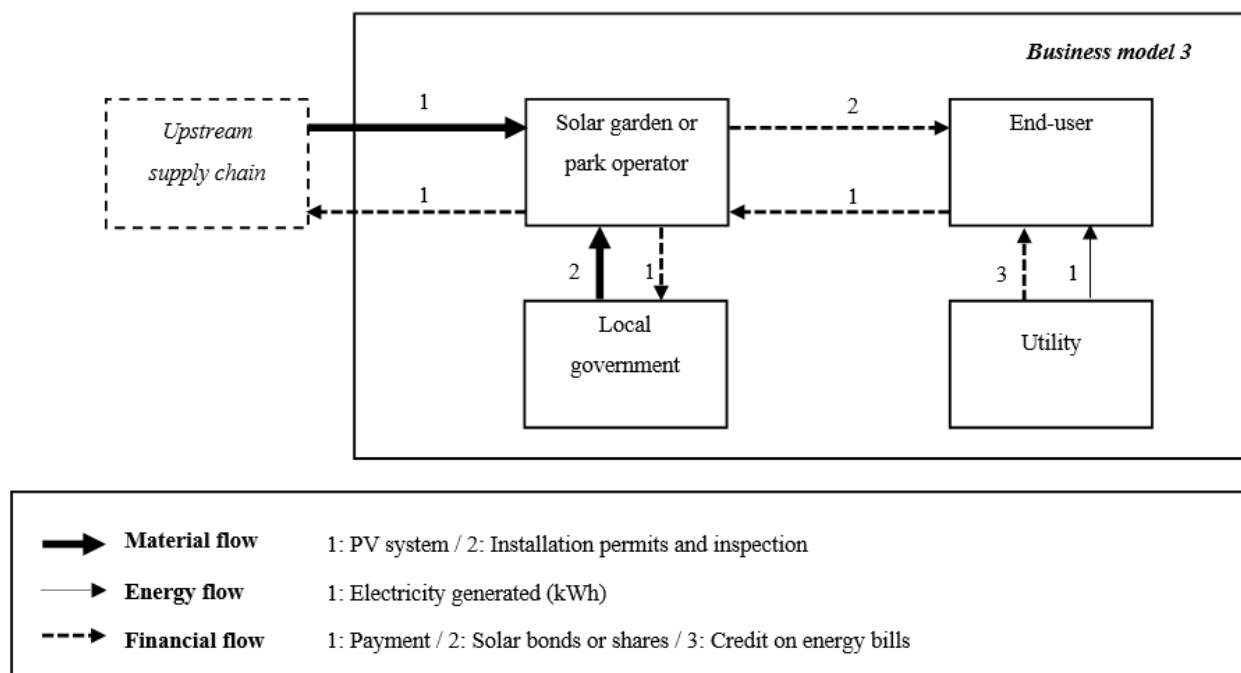 Business model 3
1
2
Upstream
supply chain
Solar garden or
park operator
End-user
1
1
2
1
3
1
Local
government
Utility
Material flow 1: PV system / 2: Installation permits and inspection
Energy flow 1: Electricity generated (kWh)
Financial flow 1: Payment / 2: Solar bonds or shares / 3: Credit on energy bills